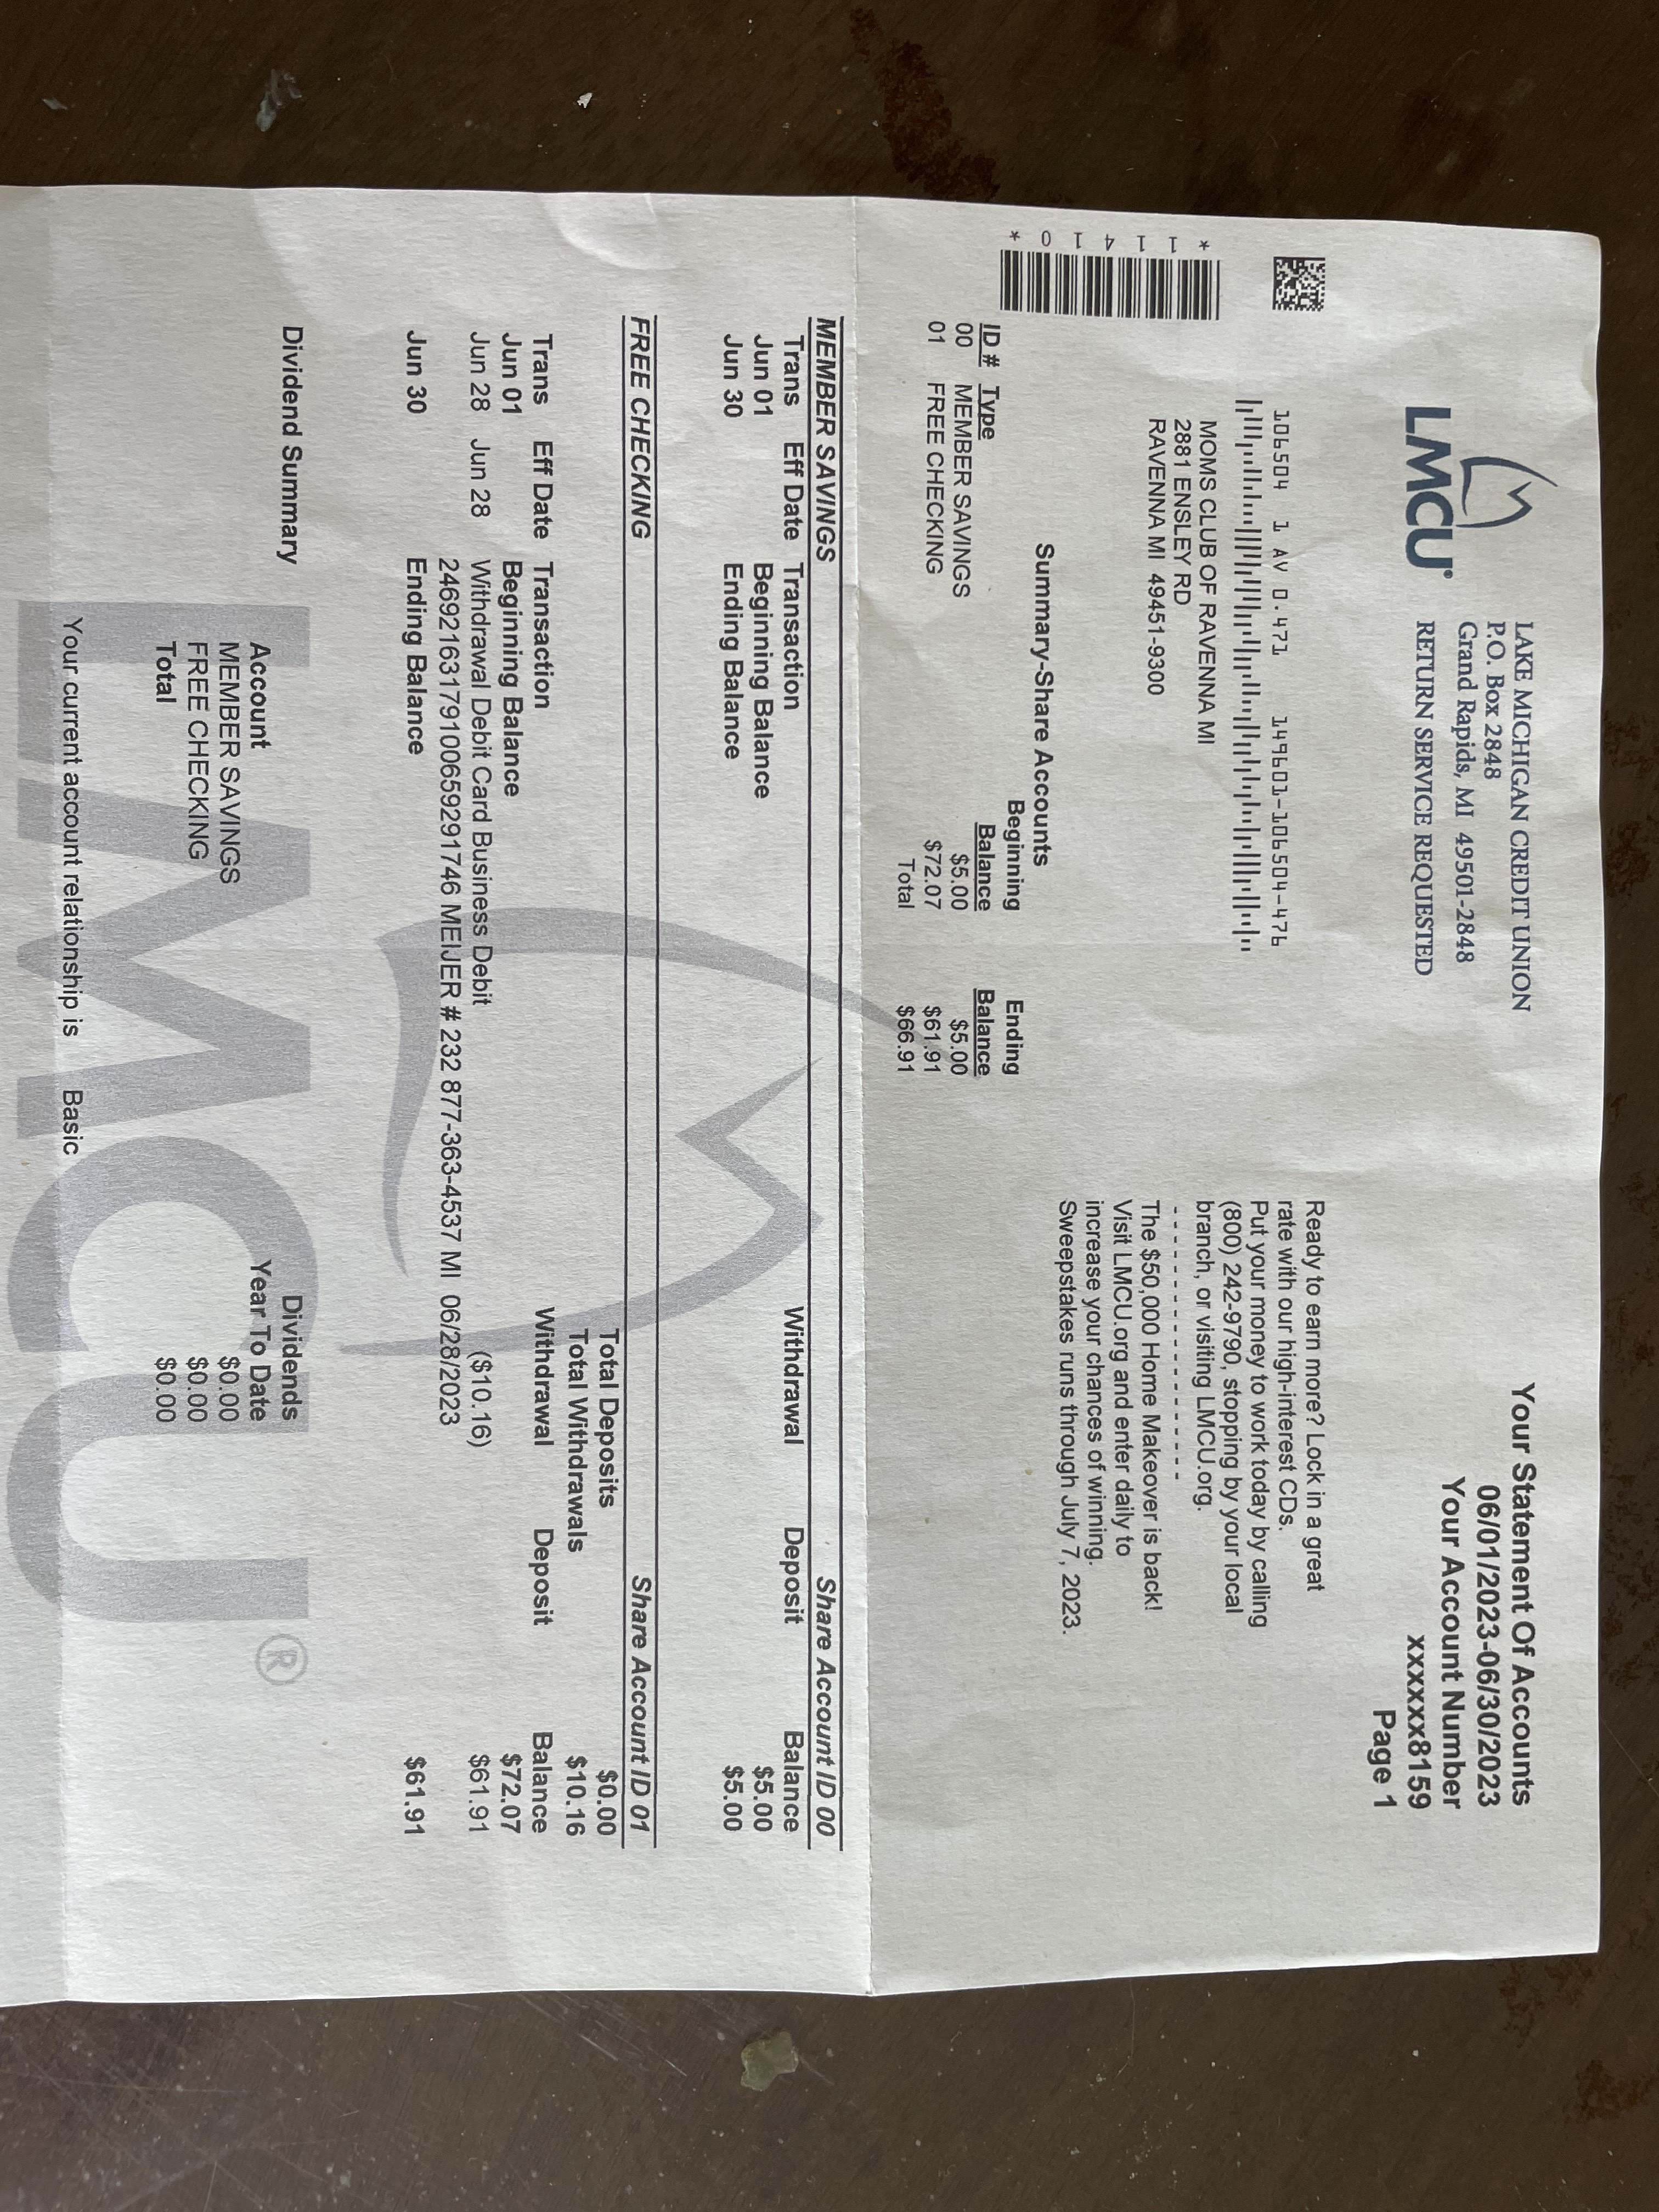 LMCU
LAKE MICHIGAN CREDIT UNION
P.O. Box 2848
Grand Rapids, MI 49501-2848
RETURN SERVICE REQUESTED
Your Statement Of Accounts
06/01/2023-06/30/2023
Your Account Number
xxxxxx8159
Page 1
106504 1 AV 0.471 149601-106504-476
MOMS CLUB OF RAVENNA MI
2881 ENSLEY RD
RAVENNA MI 49451-9300
*11410*
Ready to earn more? Lock in a great
rate with our high-interest CDs.
Put your money to work today by calling
(800) 242-9790, stopping by your local
branch, or visiting LMCU.org.
--------------------
The $50,000 Home Makeover is back!
Visit LMCU.org and enter daily to
increase your chances of winning.
Sweepstakes runs through July 7, 2023.
Summary-Share Accounts
Beginning Ending
ID # Type Balance Balance
00 MEMBER SAVINGS $5.00 $5.00
01 FREE CHECKING $72.07 $61.91
Total $66.91
MEMBER SAVINGS Share Account ID 00
Trans Eff Date Transaction Withdrawal Deposit Balance
Jun 01 Beginning Balance $5.00
Jun 30 Ending Balance $5.00
FREE CHECKING Share Account ID 01
Total Deposits $0.00
Total Withdrawals $10.16
Trans Eff Date Transaction Withdrawal Deposit Balance
Jun 01 Beginning Balance $72.07
Jun 28 Jun 28 Withdrawal Debit Card Business Debit ($10.16) $61.91
24692163179100659291746 MEIJER # 232 877-363-4537 MI 06/28/2023
Jun 30 Ending Balance $61.91
Dividend Summary
Dividends
Account Year To Date
MEMBER SAVINGS $0.00
FREE CHECKING $0.00
Total $0.00
Your current account relationship is Basic
LMCU®